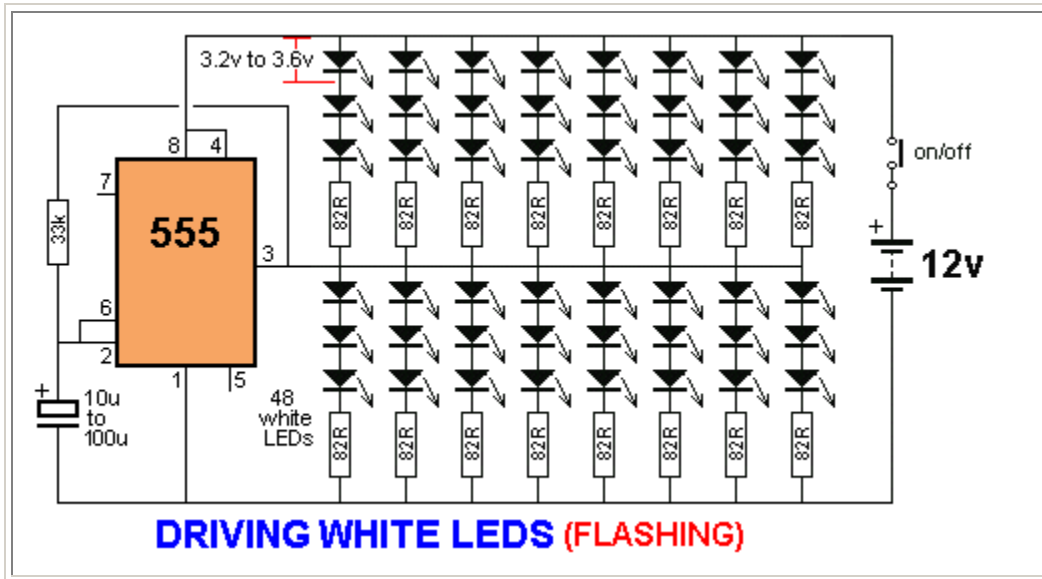 3.2v to 3.6v
8
4
7
33k
555
3
6
2
1
5
+
10u
to
100u
48
white
LEDs
82R 82R 82R 82R 82R 82R 82R 82R
82R 82R 82R 82R 82R 82R 82R 82R
on/off
+
12v
DRIVING WHITE LEDS (FLASHING)